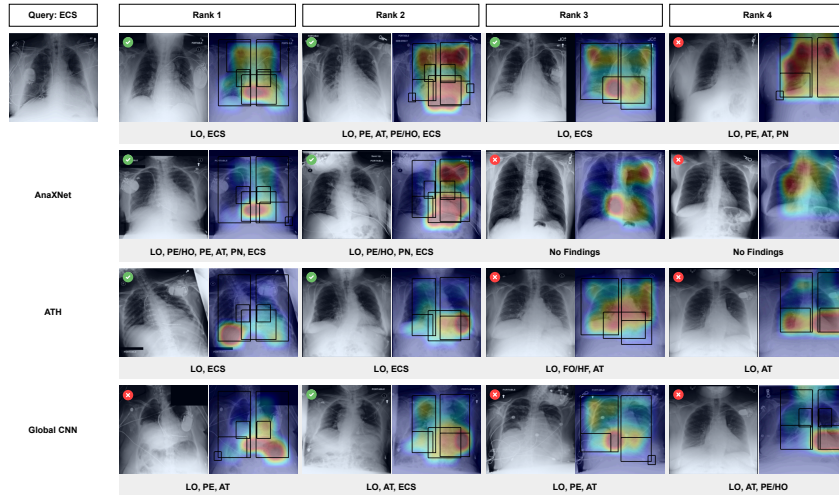 Query: ECS
Rank 1
Rank 2
Rank 3
Rank 4
LO, ECS
LO, PE, AT, PE/HO, ECS
LO, ECS
LO, PE, AT, PN
AnaXNet
LO, PE/HO, PE, AT, PN, ECS
LO, PE/HO, PN, ECS
No Findings
No Findings
ATH
LO, ECS
LO, ECS
LO, FO/HF, AT
LO, AT
Global CNN
LO, PE, AT
LO, AT, ECS
LO, PE, AT
LO, AT, PE/HO